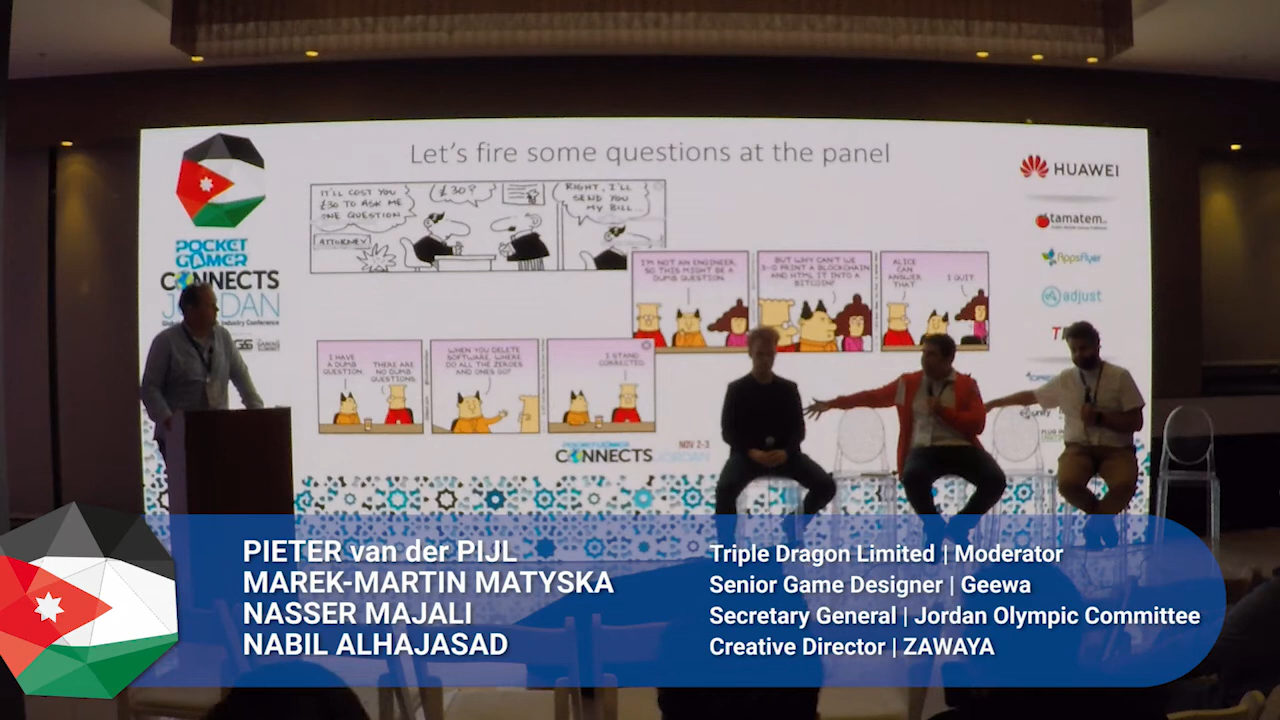 Let's fire some questions at the panel
IT'LL COST YOU
£30 TO ASK ME
ONE QUESTION
£30?
RIGHT, I'LL
SEND YOU
MY BILL...
ATTORNEY
POCKET
GAMER
CONNECTS
JORDAN
Industry Conference
HUAWEI
tamatem
AppsFlyer
adjust
I'M NOT AN ENGINEER,
SO THIS MIGHT BE A
DUMB QUESTION.
BUT WHY CAN'T WE
3-D PRINT A BLOCKCHAIN
AND HTML IT INTO A
BITCOIN?
ALICE
CAN
ANSWER
THAT
I QUIT.
I HAVE
A DUMB
QUESTION.
THERE ARE
NO DUMB
QUESTIONS.
WHEN YOU DELETE
SOFTWARE, WHERE
DO ALL THE ZEROES
AND ONES GO?
I STAND
CORRECTED.
POCKET GAMER
CONNECTS
JORDAN
NOV 2-3
PIETER van der PIJL
Triple Dragon Limited | Moderator
MAREK-MARTIN MATYSKA
Senior Game Designer | Geewa
NASSER MAJALI
Secretary General | Jordan Olympic Committee
NABIL ALHAJASAD
Creative Director | ZAWAYA